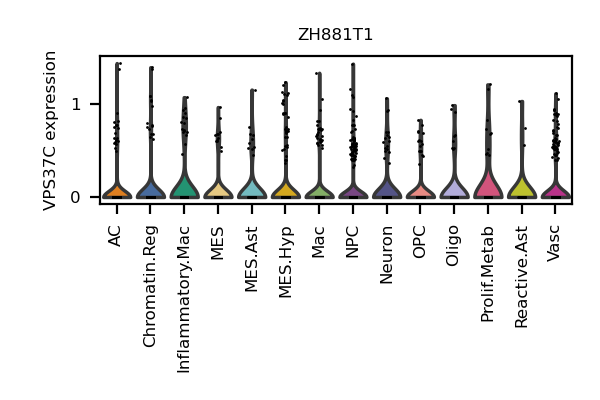 ZH881T1
VPS37C expression
1
0
AC
Chromatin.Reg
Inflammatory.Mac
MES
MES.Ast
MES.Hyp
Mac
NPC
Neuron
OPC
Oligo
Prolif.Metab
Reactive.Ast
Vasc